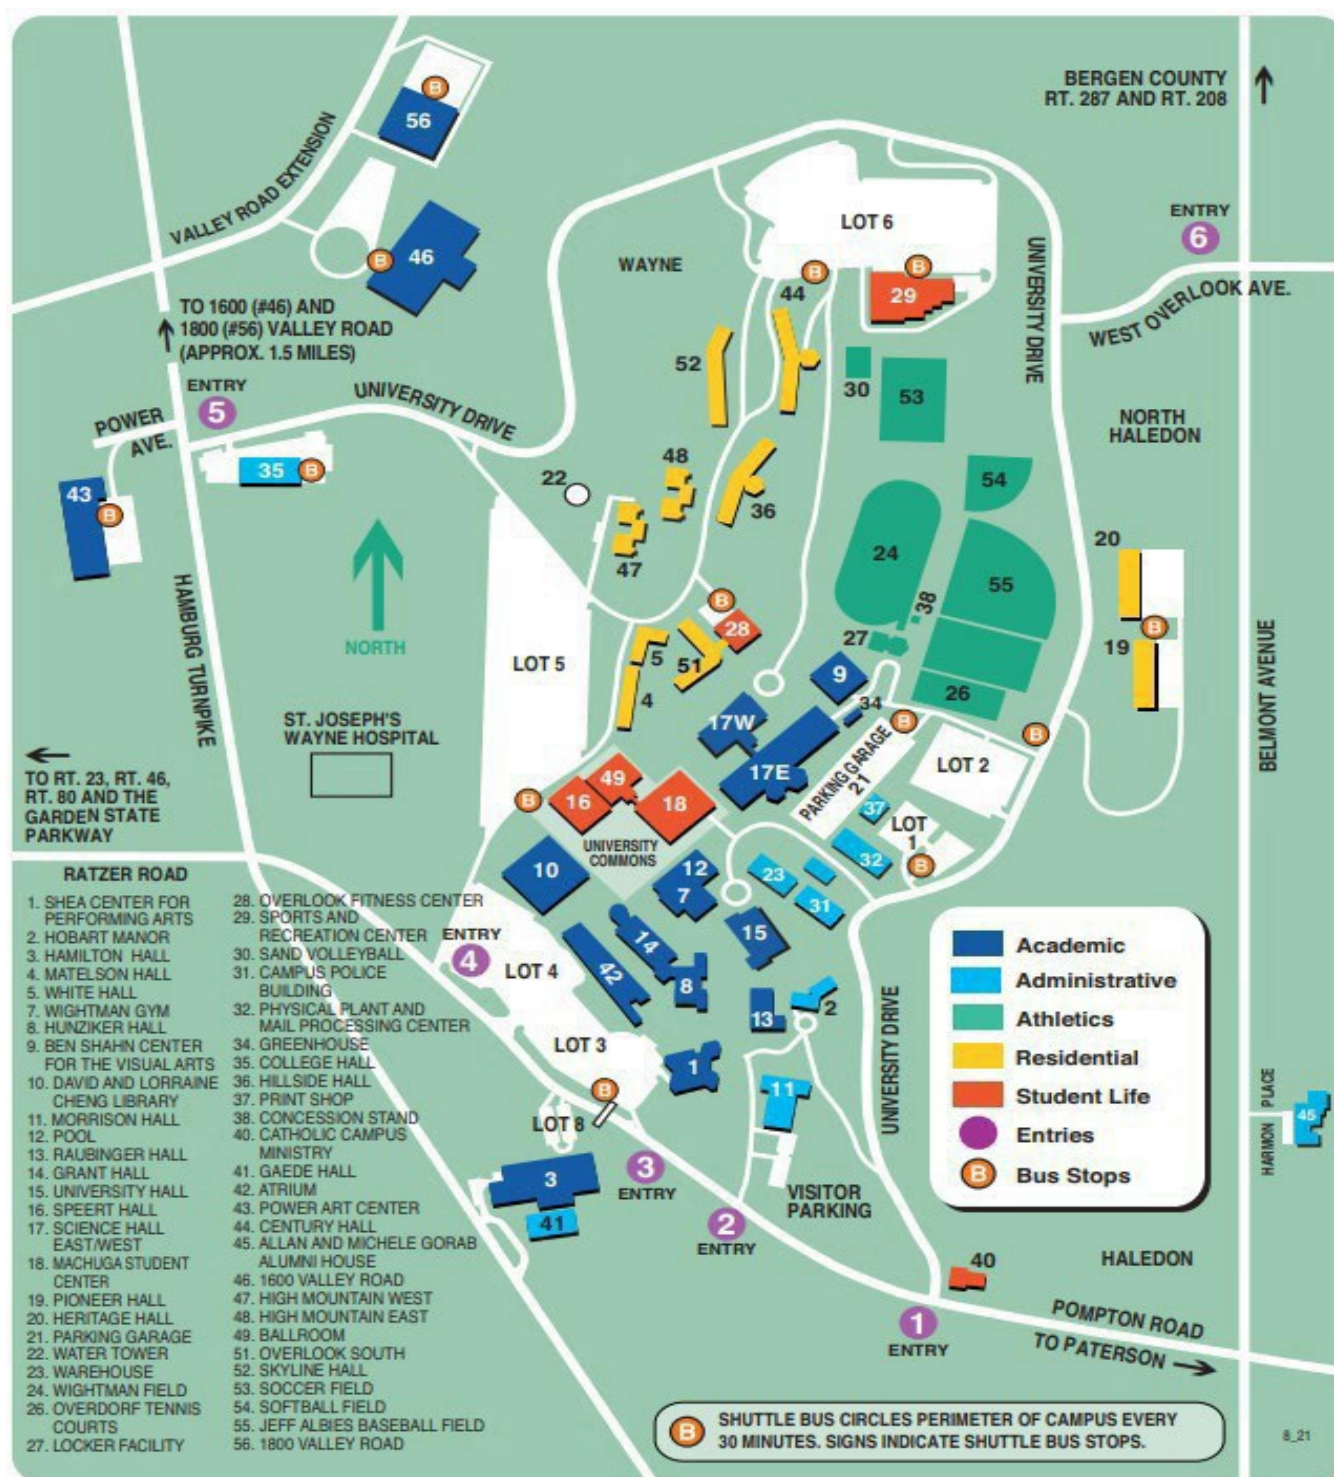 BERGEN COUNTY
RT. 287 AND RT. 208
B
56
VALLEY ROAD EXTENSION
B
46
TO 1600 (#46) AND
1800 (#56) VALLEY ROAD
(APPROX. 1.5 MILES)
ENTRY
5
POWER
AVE.
UNIVERSITY DRIVE
35
B
43
B
HAMBURG TURNPIKE
NORTH
ST. JOSEPH'S
WAYNE HOSPITAL
TO RT. 23, RT. 46,
RT. 80 AND THE
GARDEN STATE
PARKWAY
WAYNE
LOT 6
B
B
44
29
52
30
53
UNIVERSITY DRIVE
ENTRY
6
WEST OVERLOOK AVE.
NORTH
HALEDON
22
48
47
36
54
24
55
38
27
26
20
B
19
BELMONT AVENUE
LOT 5
B
28
5
51
4
9
34
17W
17E
B
B
PARKING GARAGE
21
LOT 2
37
LOT
1
B
32
B
49
16
18
UNIVERSITY
COMMONS
10
12
7
23
31
15
14
42
8
13
2
ENTRY
4
LOT 4
LOT 3
1
11
B
LOT 8
3
41
3
ENTRY
2
ENTRY
VISITOR
PARKING
UNIVERSITY DRIVE
40
HALEDON
1
ENTRY
POMPTON ROAD
TO PATERSON
HARMON PLACE
45
RATZER ROAD
1. SHEA CENTER FOR
PERFORMING ARTS
2. HOBART MANOR
3. HAMILTON HALL
4. MATELSON HALL
5. WHITE HALL
7. WIGHTMAN GYM
8. HUNZIKER HALL
9. BEN SHAHN CENTER
FOR THE VISUAL ARTS
10. DAVID AND LORRAINE
CHENG LIBRARY
11. MORRISON HALL
12. POOL
13. RAUBINGER HALL
14. GRANT HALL
15. UNIVERSITY HALL
16. SPEERT HALL
17. SCIENCE HALL
EAST/WEST
18. MACHUGA STUDENT
CENTER
19. PIONEER HALL
20. HERITAGE HALL
21. PARKING GARAGE
22. WATER TOWER
23. WAREHOUSE
24. WIGHTMAN FIELD
26. OVERDORF TENNIS
COURTS
27. LOCKER FACILITY
28. OVERLOOK FITNESS CENTER
29. SPORTS AND
RECREATION CENTER
30. SAND VOLLEYBALL
31. CAMPUS POLICE
BUILDING
32. PHYSICAL PLANT AND
MAIL PROCESSING CENTER
34. GREENHOUSE
35. COLLEGE HALL
36. HILLSIDE HALL
37. PRINT SHOP
38. CONCESSION STAND
40. CATHOLIC CAMPUS
MINISTRY
41. GAEDE HALL
42. ATRIUM
43. POWER ART CENTER
44. CENTURY HALL
45. ALLAN AND MICHELE GORAB
ALUMNI HOUSE
46. 1600 VALLEY ROAD
47. HIGH MOUNTAIN WEST
48. HIGH MOUNTAIN EAST
49. BALLROOM
51. OVERLOOK SOUTH
52. SKYLINE HALL
53. SOCCER FIELD
54. SOFTBALL FIELD
55. JEFF ALBIES BASEBALL FIELD
56. 1800 VALLEY ROAD
Academic
Administrative
Athletics
Residential
Student Life
Entries
B Bus Stops
B
SHUTTLE BUS CIRCLES PERIMETER OF CAMPUS EVERY
30 MINUTES. SIGNS INDICATE SHUTTLE BUS STOPS.
8_21